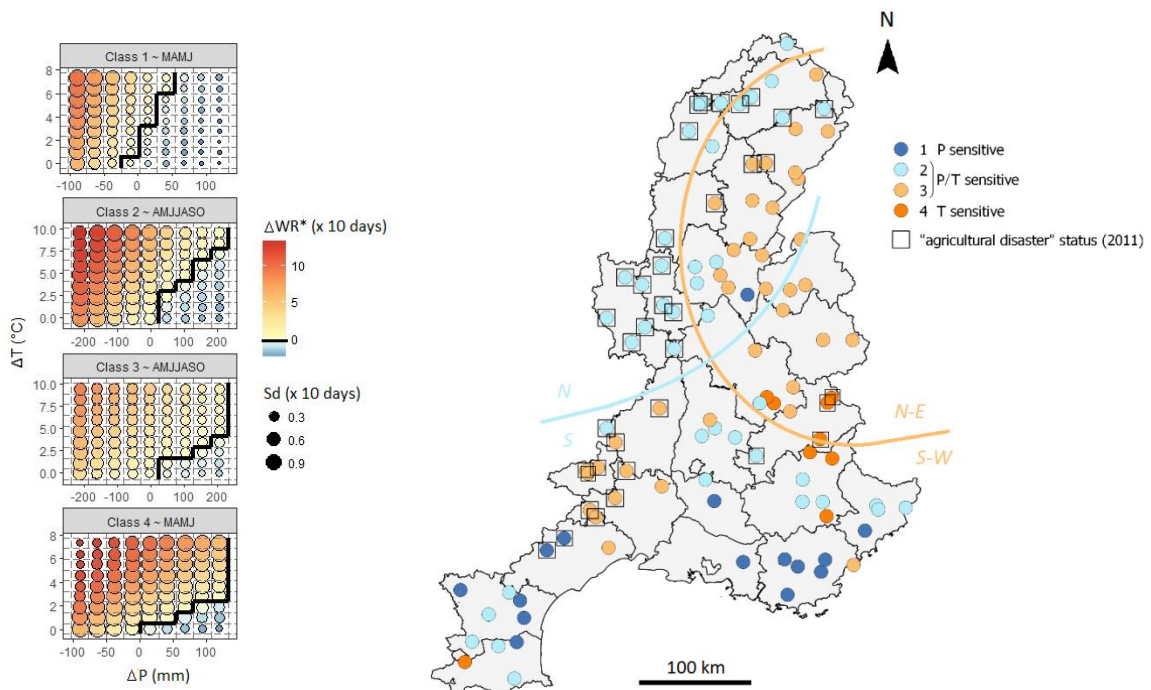 Class 1 ~ MAMJ
8
6
4
2
0
-100 -50 0 50 100
Class 2 ~ AMJJASO
10.0
7.5
5.0
2.5
0.0
-200 -100 0 100 200
Class 3 ~ AMJJASO
10.0
7.5
5.0
2.5
0.0
-200 -100 0 100 200
Class 4 ~ MAMJ
8
6
4
2
0
-100 -50 0 50 100
ΔT (°C)
ΔP (mm)
ΔWR* (x 10 days)
10
5
0
Sd (x 10 days)
0.3
0.6
0.9
N
1 P sensitive
2
P/T sensitive
3
4 T sensitive
"agricultural disaster" status (2011)
N
S
N-E
S-W
100 km